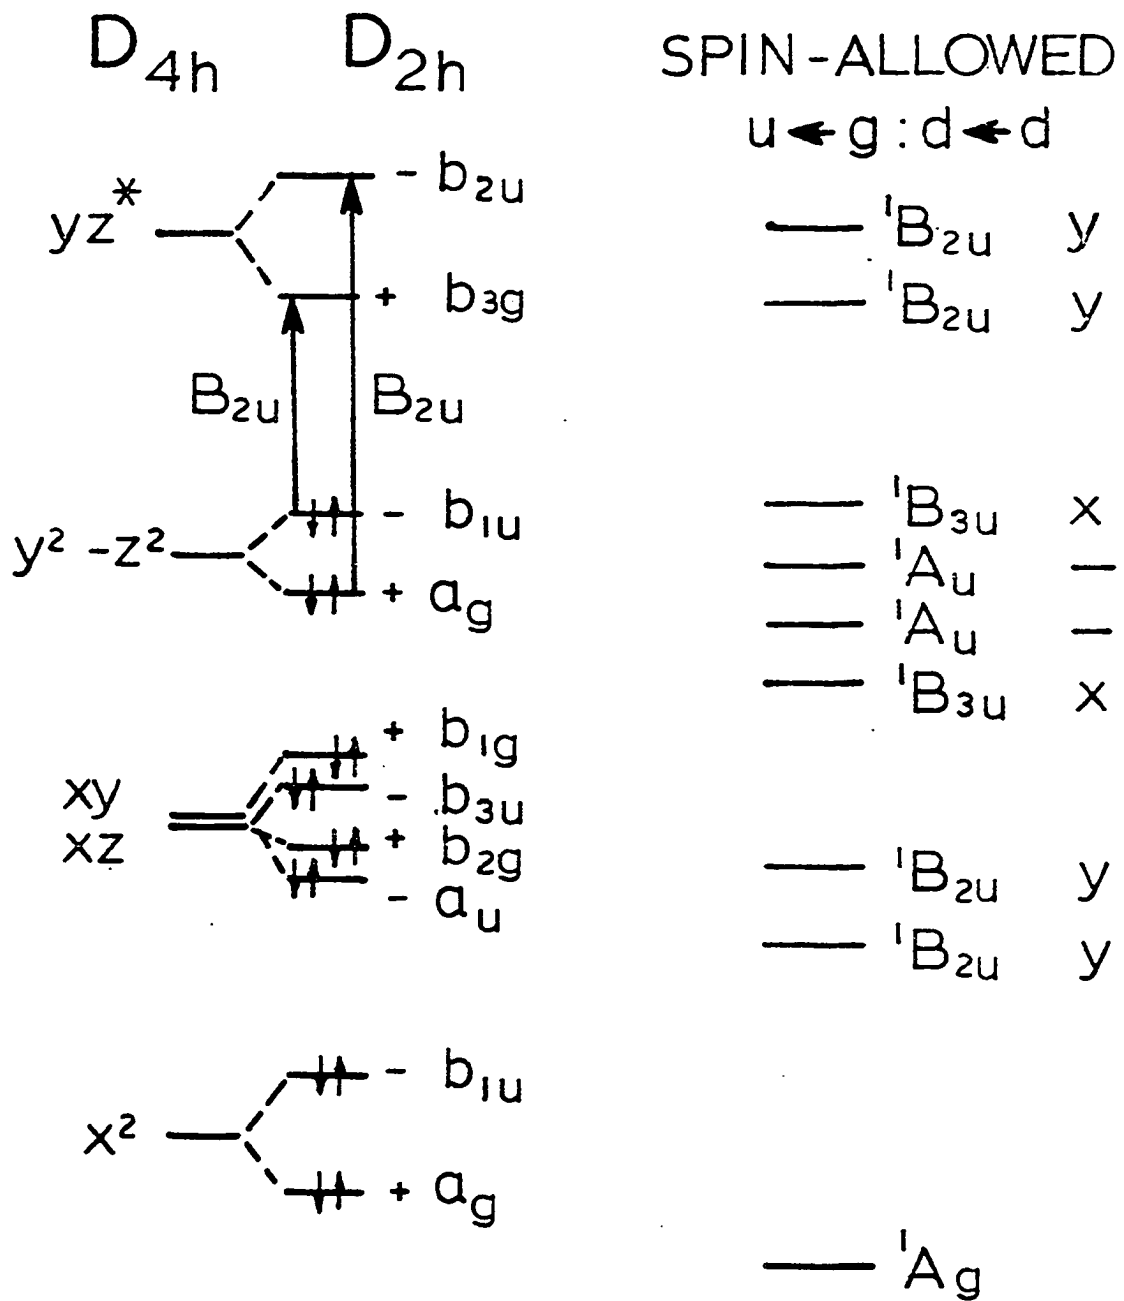 D₄ₕ D₂ₕ SPIN-ALLOWED
u ← g : d ← d
yz*
- b₂ᵤ
+ b₃g
B₂ᵤ B₂ᵤ
y² -z²
- b₁ᵤ
+ ag
xy
xz
+ b₁g
- b₃ᵤ
+ b₂g
- aᵤ
x²
- b₁ᵤ
+ ag
¹B₂ᵤ y
¹B₂ᵤ y
¹B₃ᵤ x
¹Aᵤ —
¹Aᵤ —
¹B₃ᵤ x
¹B₂ᵤ y
¹B₂ᵤ y
¹Ag